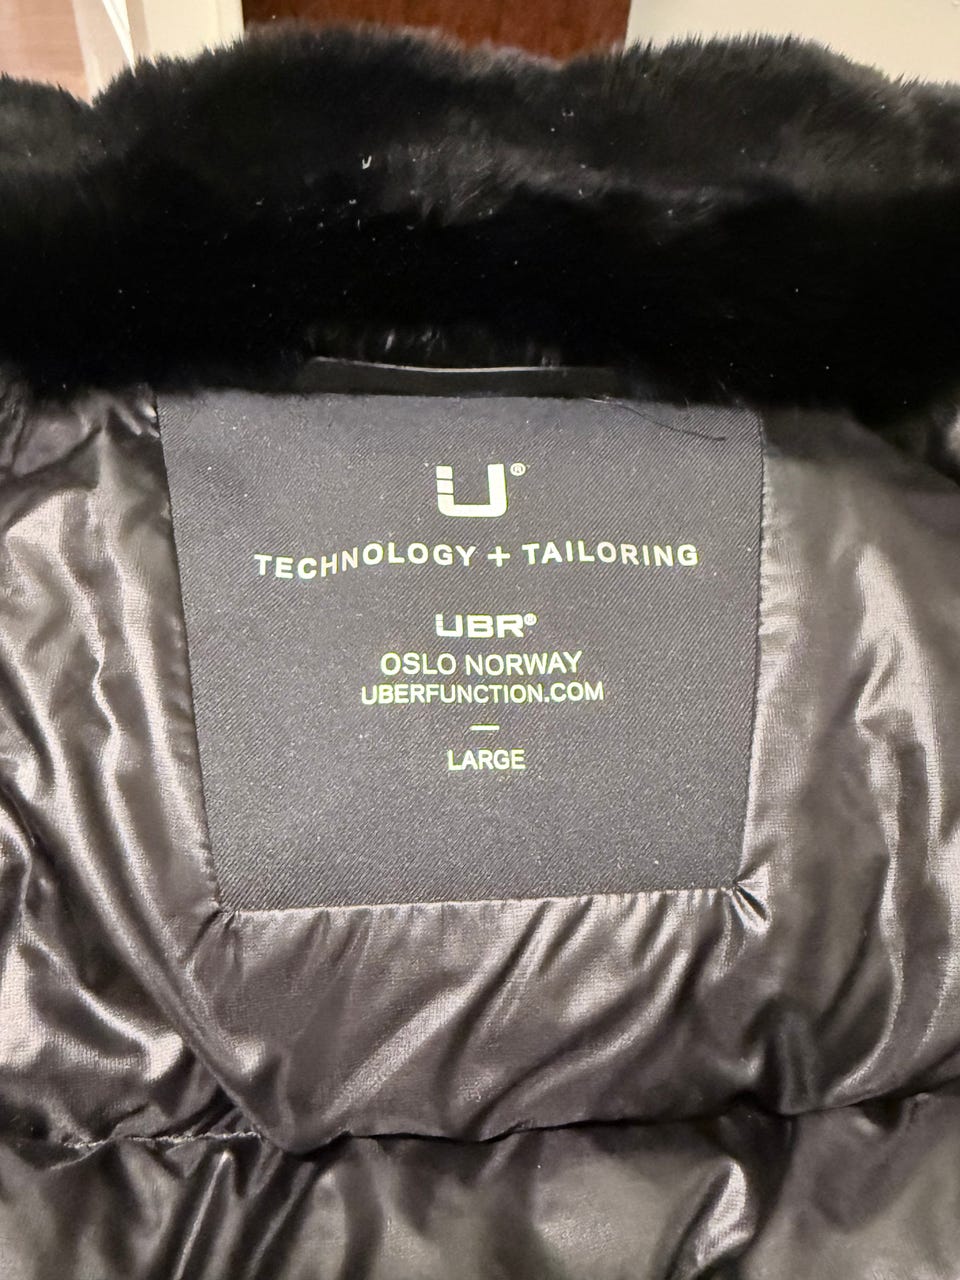 U®
TECHNOLOGY + TAILORING
UBR®
OSLO NORWAY
UBERFUNCTION.COM
—
LARGE